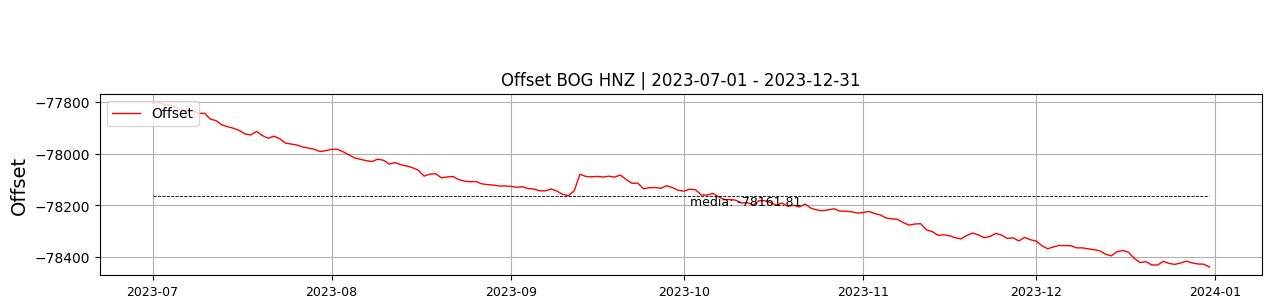 Offset BOG HNZ | 2023-07-01 - 2023-12-31
−77800
−78000
−78200
−78400
Offset
Offset
media: -78161.81
2023-07
2023-08
2023-09
2023-10
2023-11
2023-12
2024-01